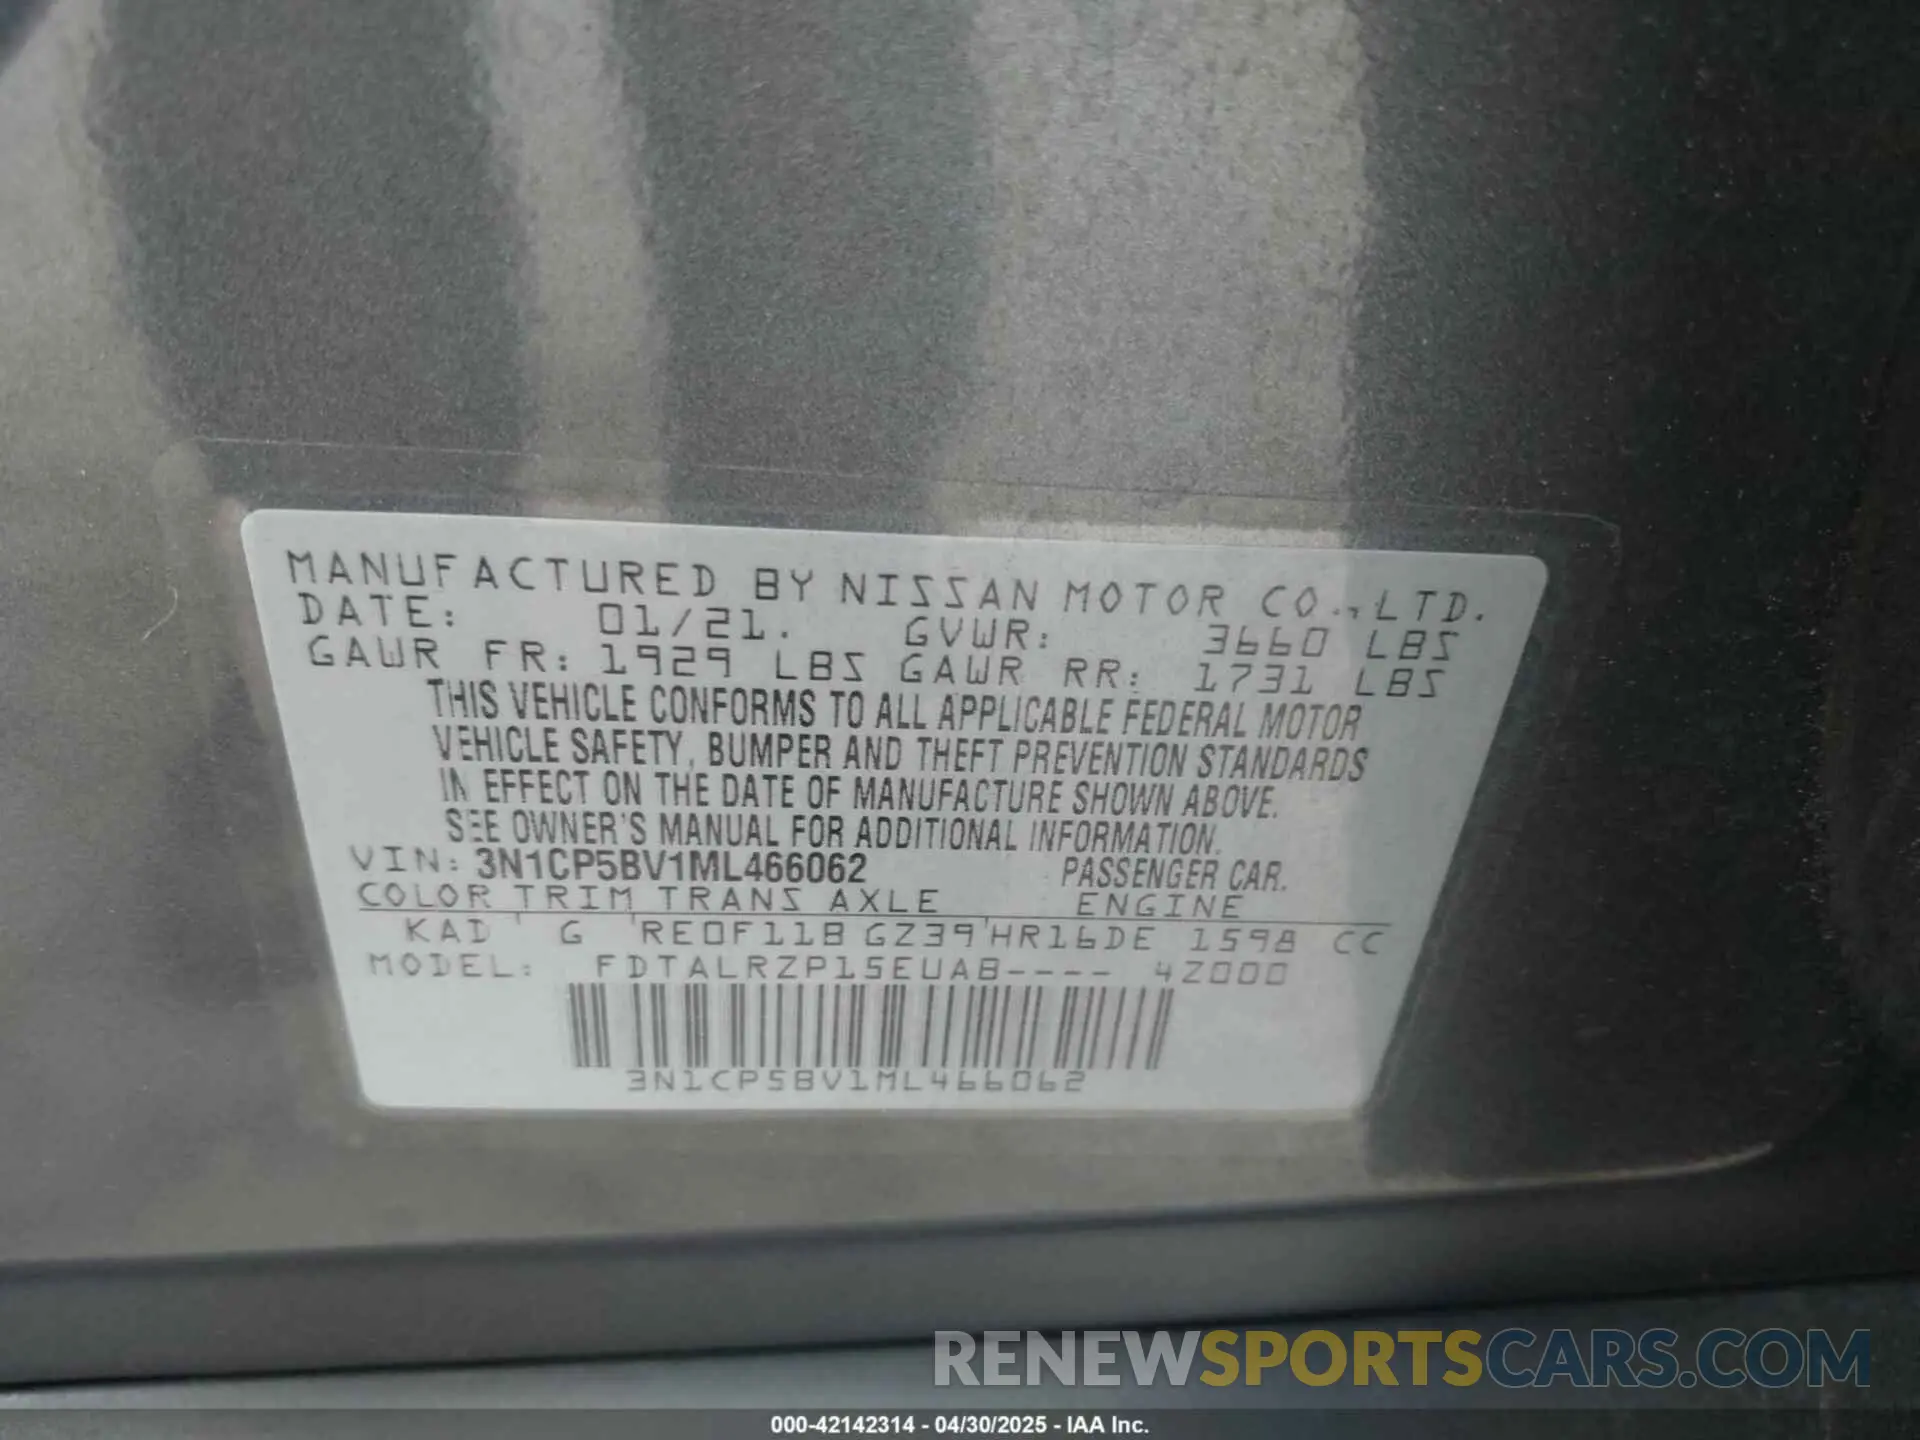 MANUFACTURED BY NISSAN MOTOR CO., LTD.
DATE: 01/21. GVWR: 3660 LBS
GAWR FR: 1929 LBS GAWR RR: 1731 LBS
THIS VEHICLE CONFORMS TO ALL APPLICABLE FEDERAL MOTOR
VEHICLE SAFETY, BUMPER AND THEFT PREVENTION STANDARDS
IN EFFECT ON THE DATE OF MANUFACTURE SHOWN ABOVE.
SEE OWNER'S MANUAL FOR ADDITIONAL INFORMATION.
VIN: 3N1CP5BV1ML466062 PASSENGER CAR.
COLOR TRIM TRANS AXLE ENGINE
KAD G RE0F11B GZ39 HR16DE 1598 CC
MODEL: FDTALRZP15EUAB---- 4Z000
3N1CP5BV1ML466062
RENEWSPORTSCARS.COM
000-42142314 - 04/30/2025 - IAA Inc.